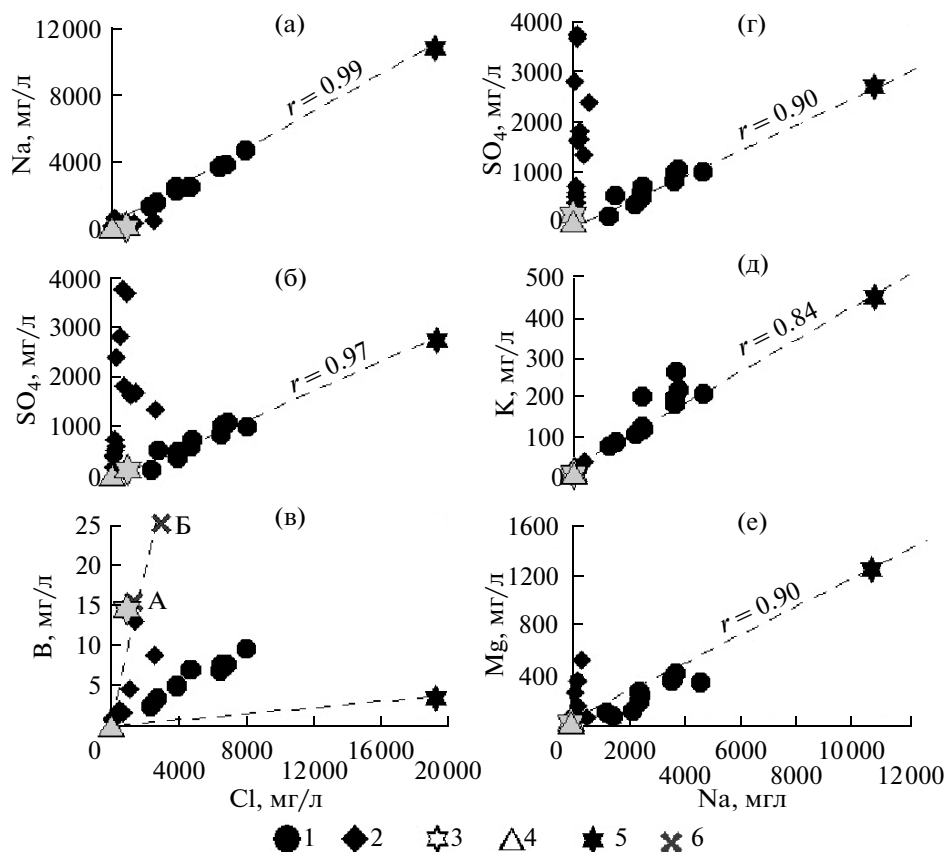 (а)
12000
8000
4000
0
Na, мг/л
r = 0.99
(б)
4000
3000
2000
1000
0
SO4, мг/л
r = 0.97
(в)
25
20
15
10
5
0
4000
8000
12000
16000
20000
B, мг/л
Б
А
Cl, мг/л
(г)
4000
3000
2000
1000
0
SO4, мг/л
r = 0.90
(д)
500
400
300
200
100
0
K, мг/л
r = 0.84
(е)
1600
1200
800
400
0
2000
4000
6000
8000
10000
12000
Mg, мг/л
r = 0.90
Na, мгл
1 2 3 4 5 6